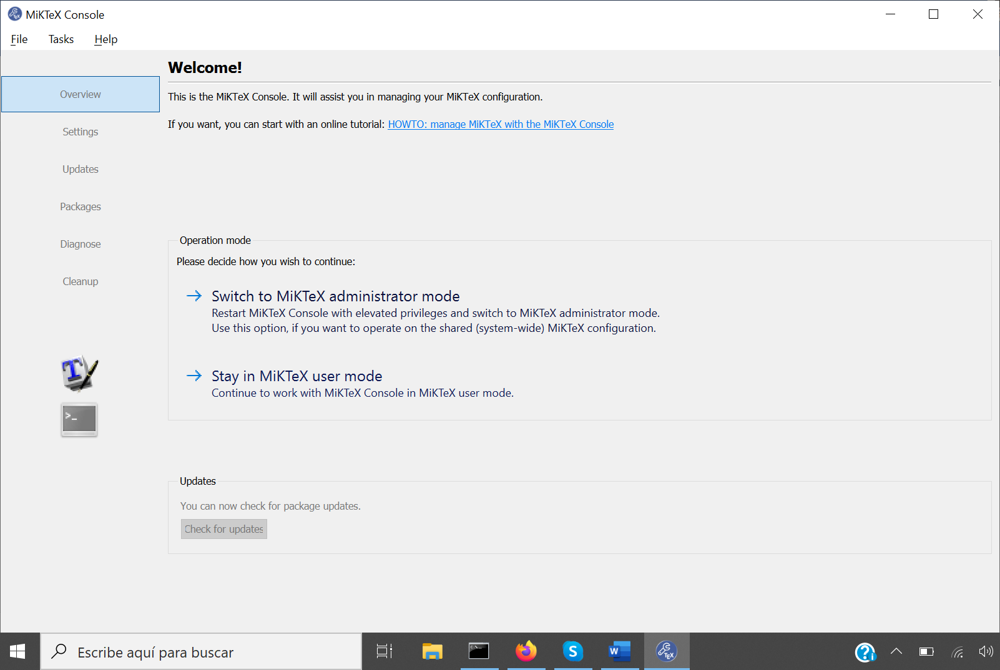 MiKTeX Console
File Tasks Help
Welcome!
Overview
This is the MiKTeX Console. It will assist you in managing your MiKTeX configuration.
If you want, you can start with an online tutorial: HOWTO: manage MiKTeX with the MiKTeX Console
Settings
Updates
Packages
Diagnose
Cleanup
Operation mode
Please decide how you wish to continue:
Switch to MiKTeX administrator mode
Restart MiKTeX Console with elevated privileges and switch to MiKTeX administrator mode.
Use this option, if you want to operate on the shared (system-wide) MiKTeX configuration.
Stay in MiKTeX user mode
Continue to work with MiKTeX Console in MiKTeX user mode.
Updates
You can now check for package updates.
Check for updates
Escribe aquí para buscar